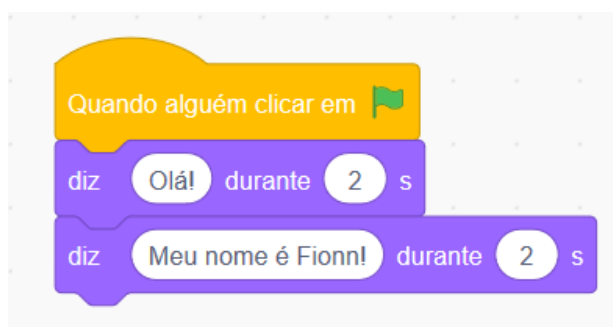 Quando alguém clicar em
diz Olá! durante 2 s
diz Meu nome é Fionn! durante 2 s